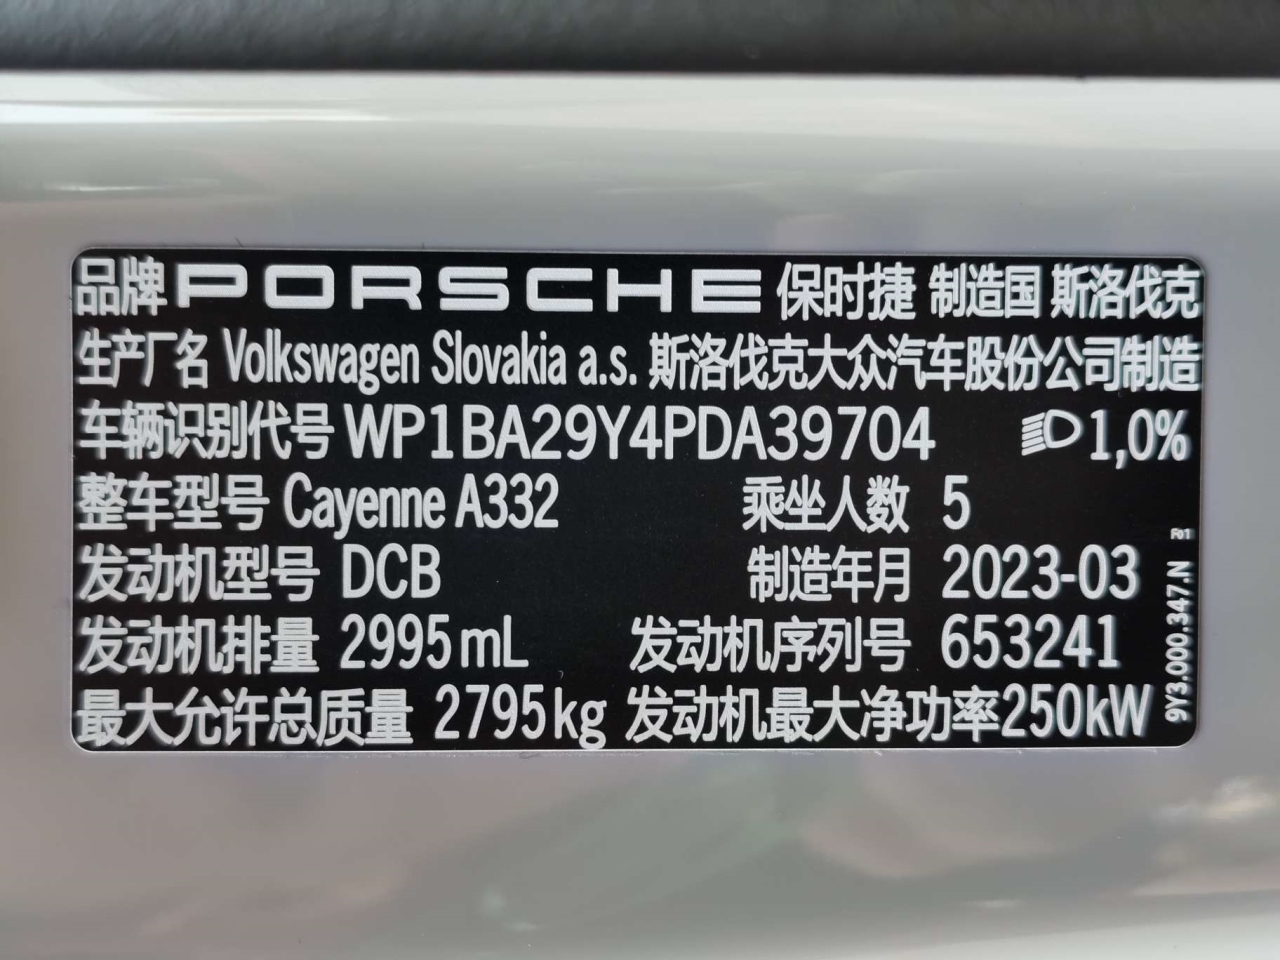 品牌 PORSCHE 保时捷 制造国 斯洛伐克
生产厂名 Volkswagen Slovakia a.s. 斯洛伐克大众汽车股份公司制造
车辆识别代号 WP1BA29Y4PDA39704 1,0%
整车型号 Cayenne A332 乘坐人数 5
发动机型号 DCB 制造年月 2023-03
发动机排量 2995mL 发动机序列号 653241
最大允许总质量 2795kg 发动机最大净功率250kW
9Y3.000.347.N F01